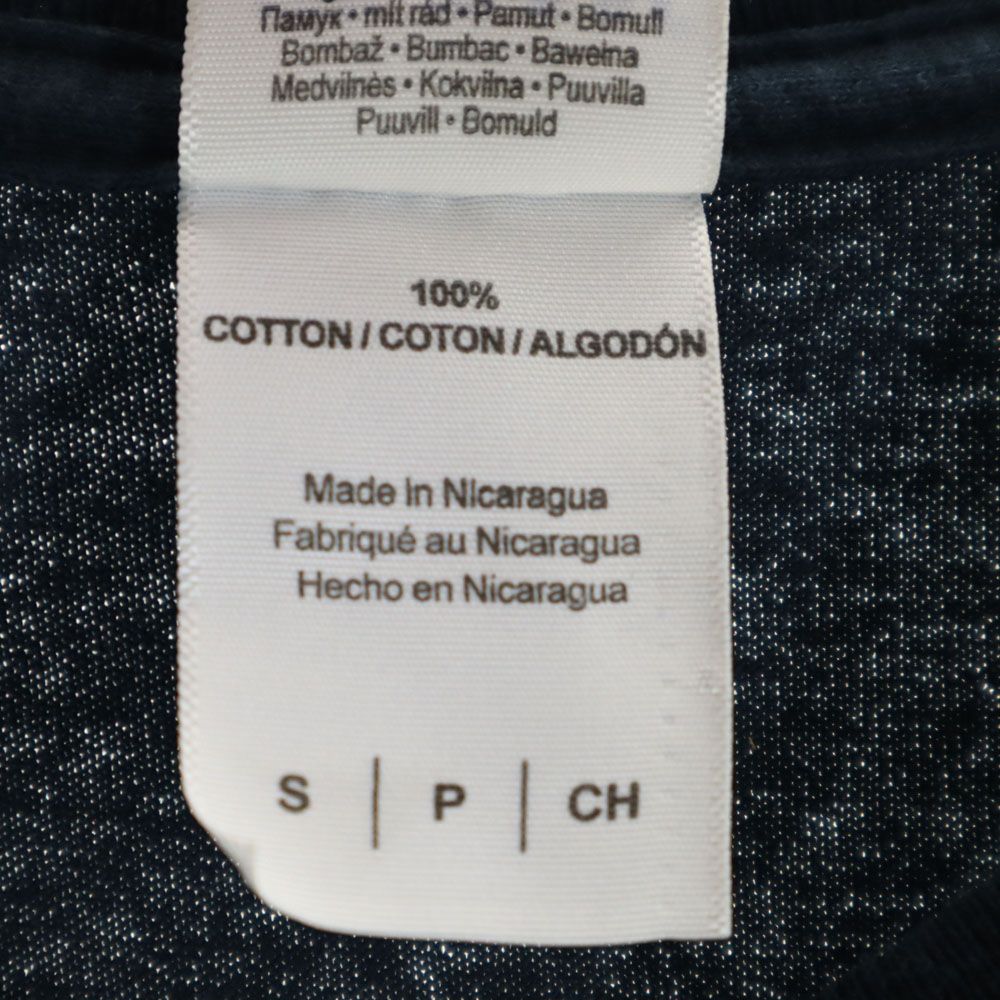 Памук • mit rád • Pamut • Bomull
Bombaž • Bumbac • Bawełna
Medvilnės • Kokvilna • Puuvilla
Puuvill • Bomuld
100%
COTTON / COTON / ALGODÓN
Made in Nicaragua
Fabriqué au Nicaragua
Hecho en Nicaragua
S | P | CH